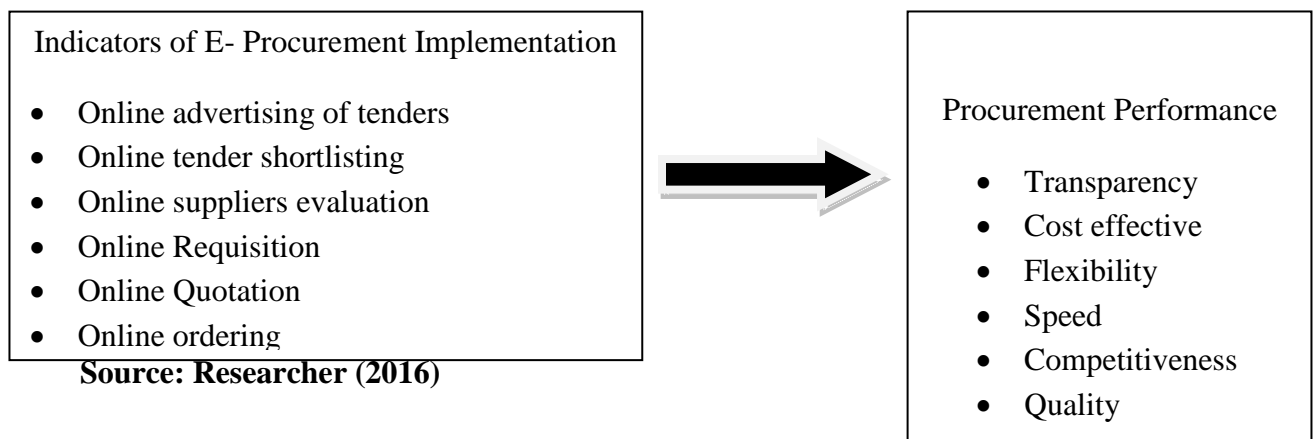 Indicators of E- Procurement Implementation
• Online advertising of tenders
• Online tender shortlisting
• Online suppliers evaluation
• Online Requisition
• Online Quotation
• Online ordering
Source: Researcher (2016)
Procurement Performance
• Transparency
• Cost effective
• Flexibility
• Speed
• Competitiveness
• Quality